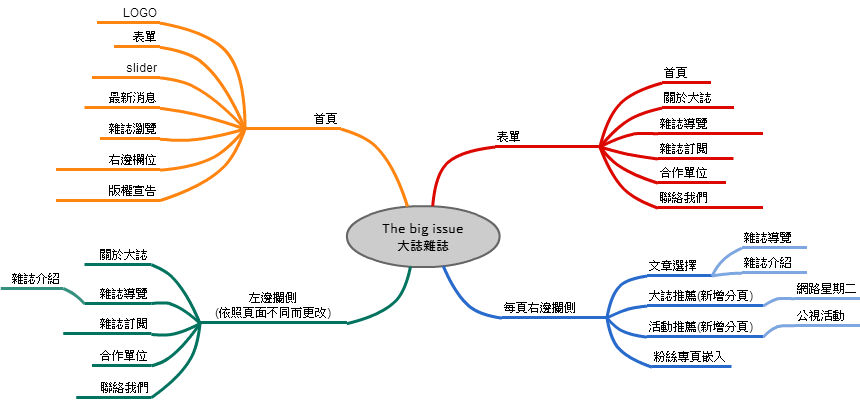 The big issue
大誌雜誌
首頁
LOGO
表單
slider
最新消息
雜誌瀏覽
右邊欄位
版權宣告
表單
首頁
關於大誌
雜誌導覽
雜誌訂閱
合作單位
聯絡我們
左邊攔側
(依照頁面不同而更改)
關於大誌
雜誌導覽
雜誌介紹
雜誌訂閱
合作單位
聯絡我們
每頁右邊攔側
文章選擇
雜誌導覽
雜誌介紹
大誌推薦(新增分頁)
網路星期二
活動推薦(新增分頁)
公視活動
粉絲專頁嵌入